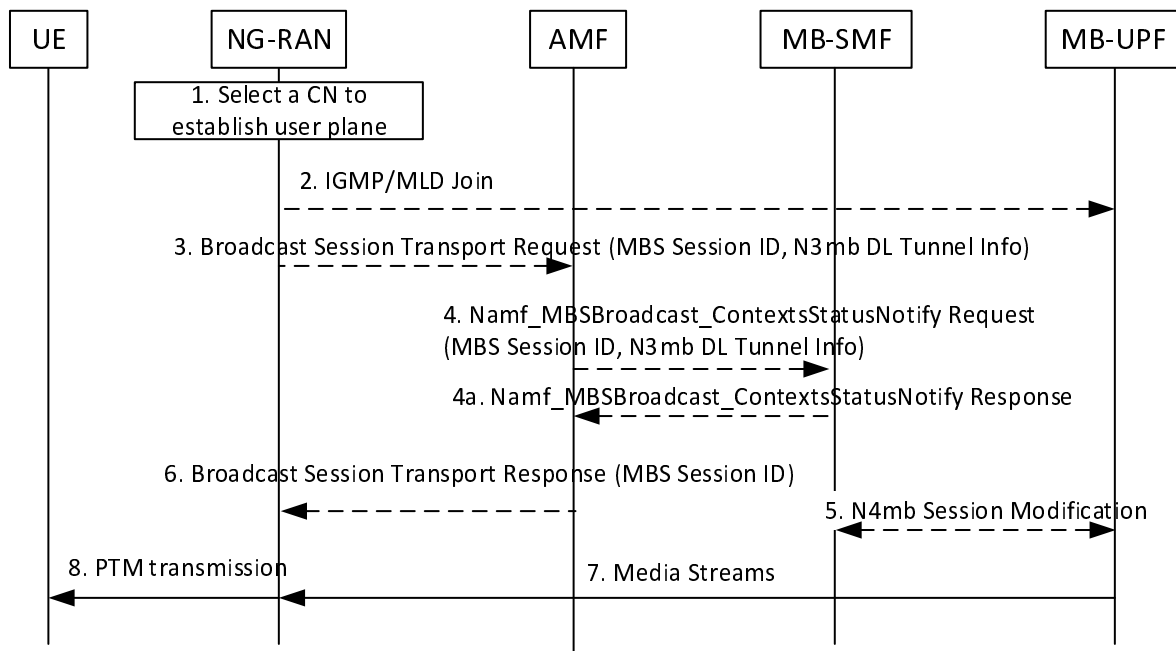 UE
NG-RAN
AMF
MB-SMF
MB-UPF
1. Select a CN to
establish user plane
2. IGMP/MLD Join
3. Broadcast Session Transport Request (MBS Session ID, N3mb DL Tunnel Info)
4. Namf_MBSBroadcast_ContextsStatusNotify Request
(MBS Session ID, N3mb DL Tunnel Info)
4a. Namf_MBSBroadcast_ContextsStatusNotify Response
6. Broadcast Session Transport Response (MBS Session ID)
5. N4mb Session Modification
8. PTM transmission
7. Media Streams